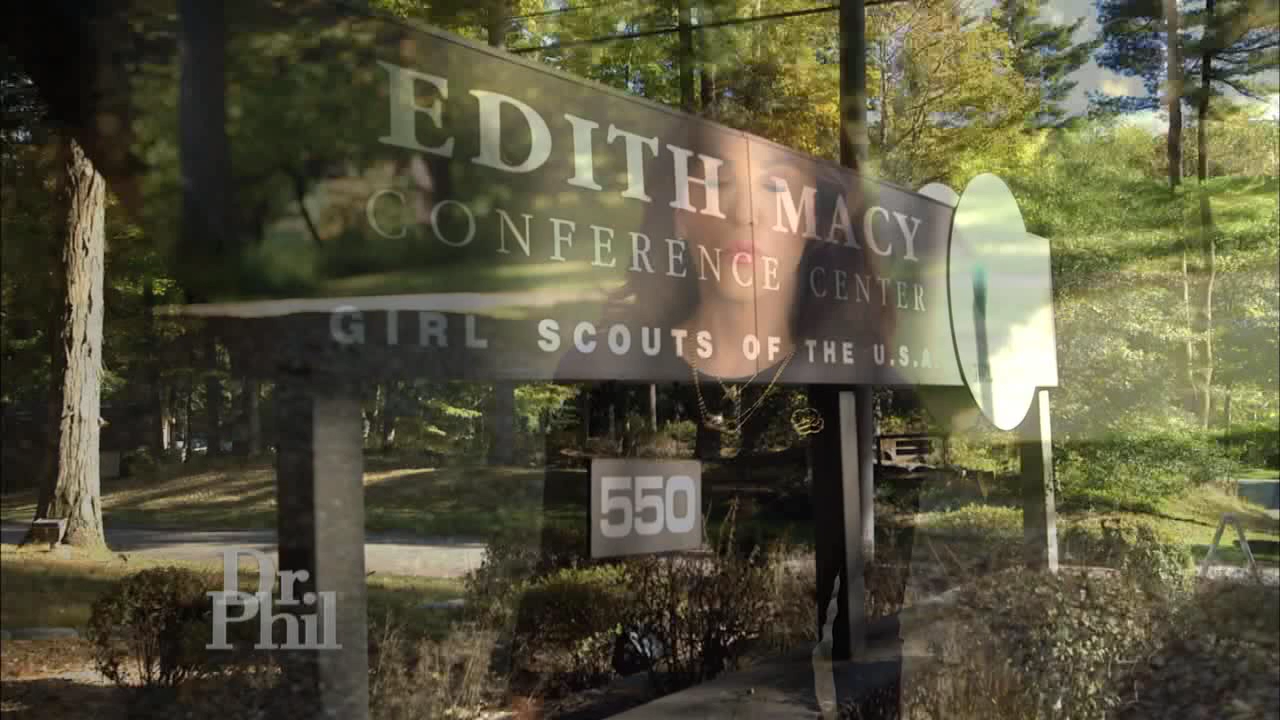 EDITH MACY
CONFERENCE CENTER
GIRL SCOUTS OF THE U.S.A.
550
Dr.
Phil